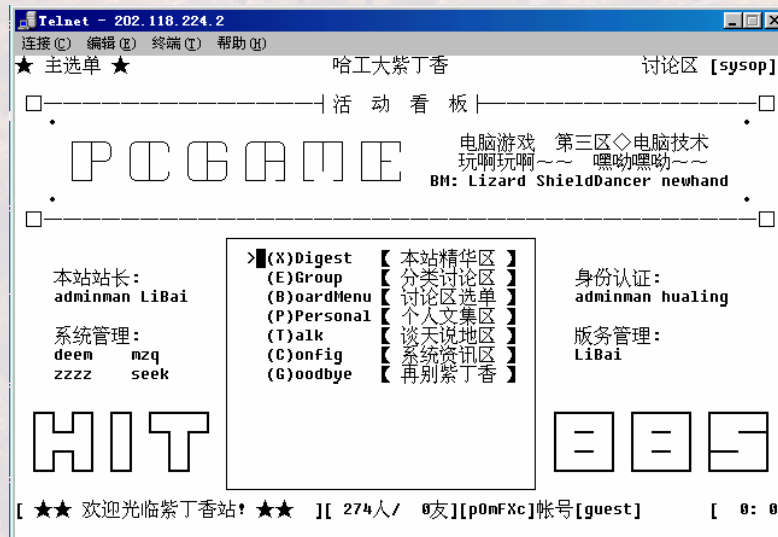 Telnet - 202.118.224.2
连接(C) 编辑(E) 终端(T) 帮助(H)
★ 主选单 ★ 哈工大紫丁香 讨论区 [sysop]
活 动 看 板
PCGAME
电脑游戏 第三区◇电脑技术
玩啊玩啊~~ 嘿呦嘿呦~~
BM: Lizard ShieldDancer newhand
>(X)Digest 【 本站精华区 】
(E)Group 【 分类讨论区 】
(B)oardMenu 【 讨论区选单 】
(P)Personal 【 个人文集区 】
(T)alk 【 谈天说地区 】
(C)onfig 【 系统资讯区 】
(G)oodbye 【 再别紫丁香 】
本站站长:
adminman LiBai
系统管理:
deem mzq
zzzz seek
身份认证:
adminman hualing
版务管理:
LiBai
HIT BBS
[ ★★ 欢迎光临紫丁香站! ★★ ][ 274人/ 0友][pOmFXc]帐号[guest] [ 0: 0